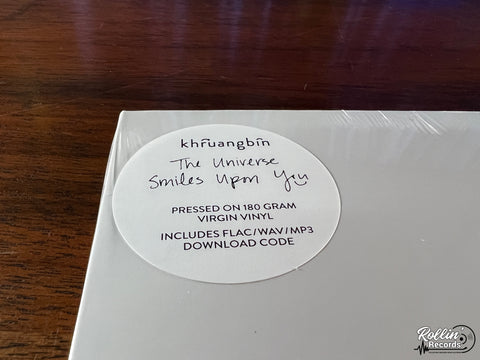 khruangbin
The Universe
Smiles Upon You
PRESSED ON 180 GRAM
VIRGIN VINYL
INCLUDES FLAC/WAV/MP3
DOWNLOAD CODE
Rollin'
Records